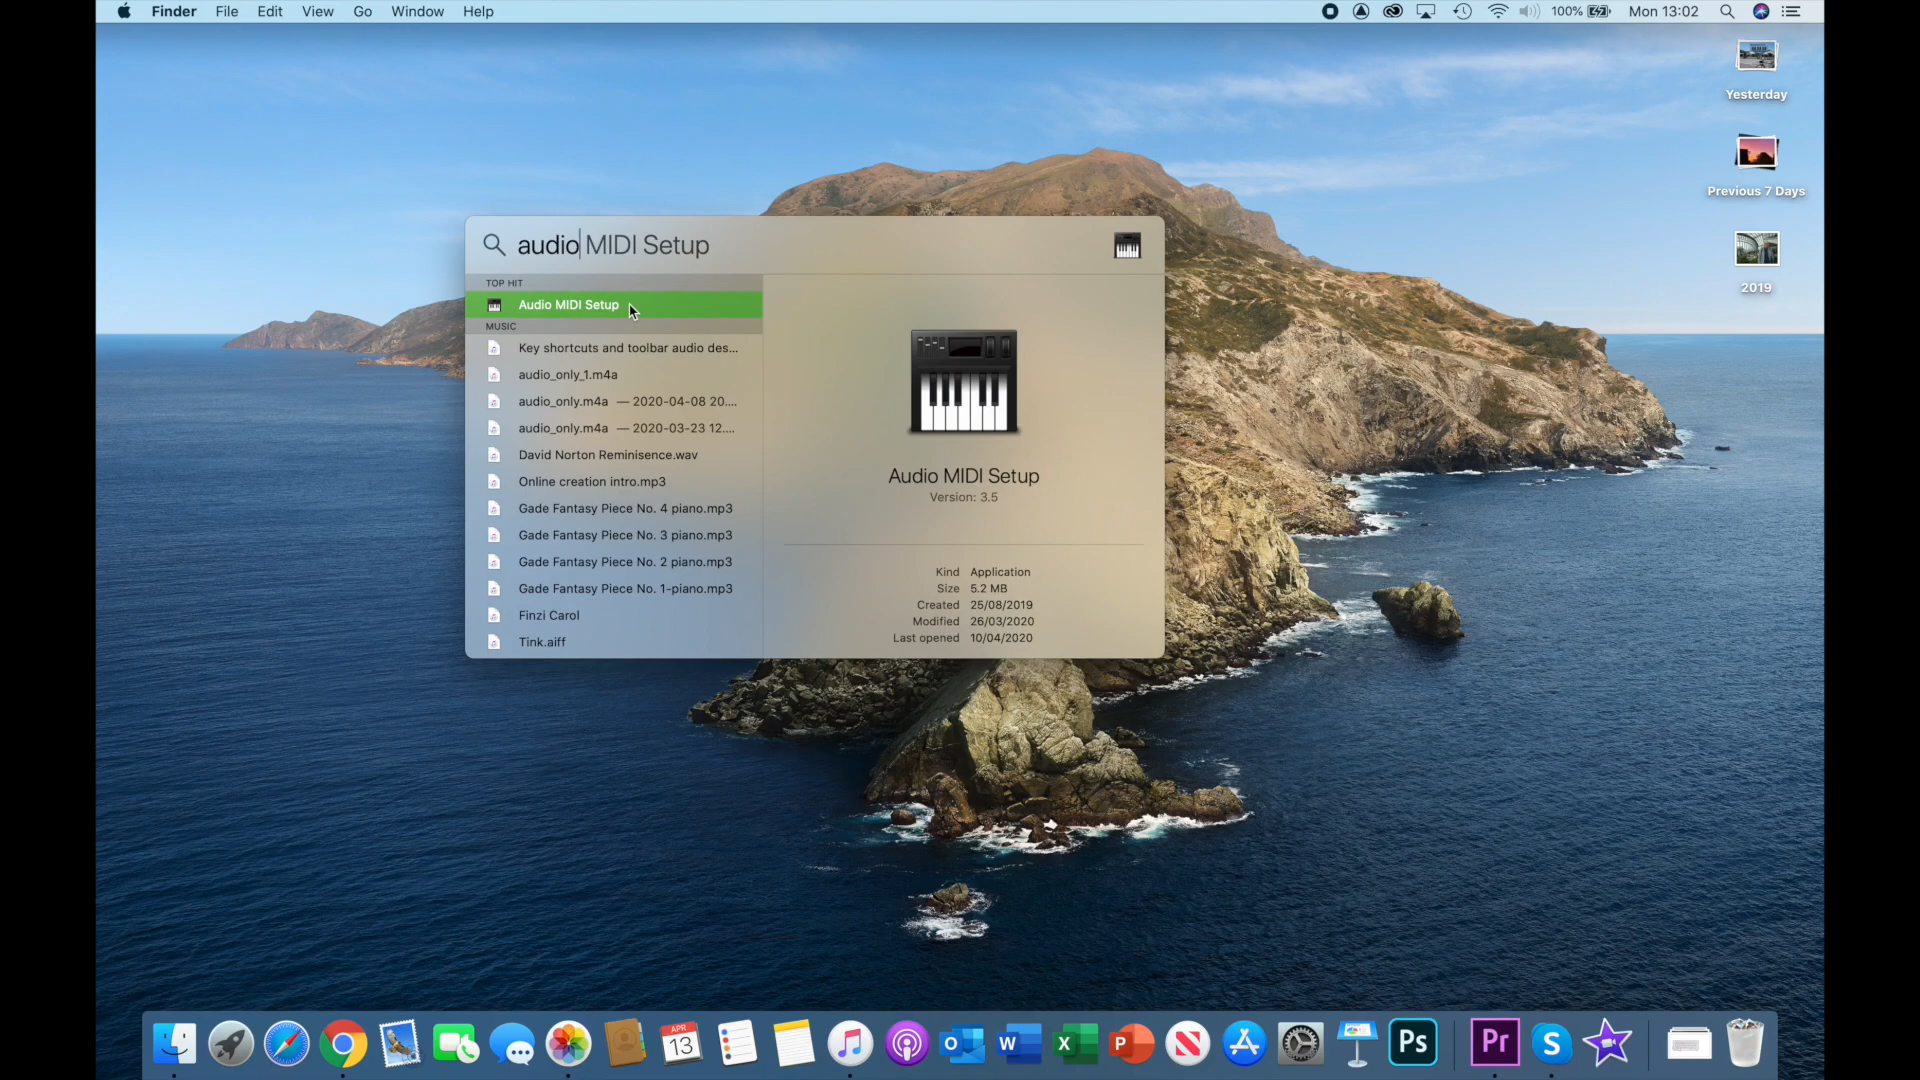 Finder File Edit View Go Window Help
100% Mon 13:02
Yesterday
Previous 7 Days
2019
audio MIDI Setup
TOP HIT
Audio MIDI Setup
MUSIC
Key shortcuts and toolbar audio des...
audio_only_1.m4a
audio_only.m4a — 2020-04-08 20....
audio_only.m4a — 2020-03-23 12....
David Norton Reminisence.wav
Online creation intro.mp3
Gade Fantasy Piece No. 4 piano.mp3
Gade Fantasy Piece No. 3 piano.mp3
Gade Fantasy Piece No. 2 piano.mp3
Gade Fantasy Piece No. 1-piano.mp3
Finzi Carol
Tink.aiff
Audio MIDI Setup
Version: 3.5
Kind Application
Size 5.2 MB
Created 25/08/2019
Modified 26/03/2020
Last opened 10/04/2020
APR
13
O
W
X
P
Ps
Pr
S